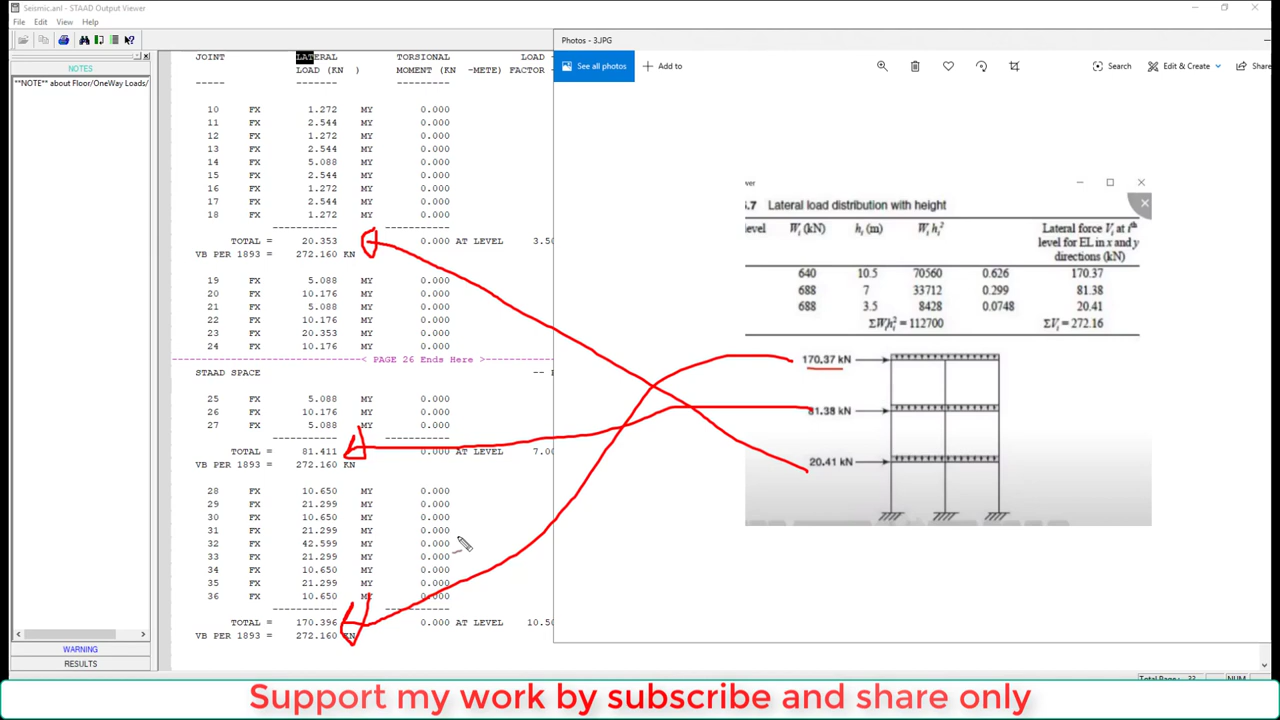 Seismic.anl - STAAD Output Viewer
File Edit View Help
NOTES
**NOTE** about Floor/OneWay Loads/
WARNING
RESULTS
JOINT LATERAL TORSIONAL LOAD
LOAD (KN ) MOMENT (KN -METE) FACTOR -
----- ------- ---------
10 FX 1.272 MY 0.000
11 FX 2.544 MY 0.000
12 FX 1.272 MY 0.000
13 FX 2.544 MY 0.000
14 FX 5.088 MY 0.000
15 FX 2.544 MY 0.000
16 FX 1.272 MY 0.000
17 FX 2.544 MY 0.000
18 FX 1.272 MY 0.000
----------- -----------
TOTAL = 20.353 0.000 AT LEVEL 3.50
VB PER 1893 = 272.160 KN
19 FX 5.088 MY 0.000
20 FX 10.176 MY 0.000
21 FX 5.088 MY 0.000
22 FX 10.176 MY 0.000
23 FX 20.353 MY 0.000
24 FX 10.176 MY 0.000
< PAGE 26 Ends Here >
STAAD SPACE --
25 FX 5.088 MY 0.000
26 FX 10.176 MY 0.000
27 FX 5.088 MY 0.000
----------- -----------
TOTAL = 81.411 0.000 AT LEVEL 7.00
VB PER 1893 = 272.160 KN
28 FX 10.650 MY 0.000
29 FX 21.299 MY 0.000
30 FX 10.650 MY 0.000
31 FX 21.299 MY 0.000
32 FX 42.599 MY 0.000
33 FX 21.299 MY 0.000
34 FX 10.650 MY 0.000
35 FX 21.299 MY 0.000
36 FX 10.650 MY 0.000
----------- -----------
TOTAL = 170.396 0.000 AT LEVEL 10.50
VB PER 1893 = 272.160 KN
Photos - 3.JPG
See all photos Add to Search Edit & Create Share
.7 Lateral load distribution with height
level Wᵢ (kN) hᵢ (m) Wᵢ hᵢ² Lateral force Vᵢ at iᵗʰ
level for EL in x and y
directions (kN)
640 10.5 70560 0.626 170.37
688 7 33712 0.299 81.38
688 3.5 8428 0.0748 20.41
ΣWhᵢ² = 112700 ΣVᵢ = 272.16
170.37 kN
81.38 kN
20.41 kN
Support my work by subscribe and share only